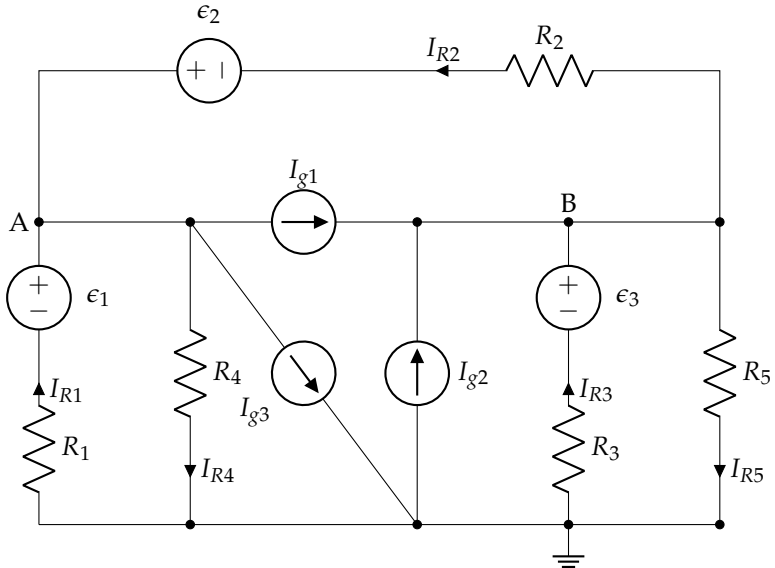 ϵ2
+ −
IR2
R2
A
Ig1
B
+
−
ϵ1
+
−
ϵ3
IR1
R1
R4
Ig3
Ig2
IR3
R3
R5
IR4
IR5